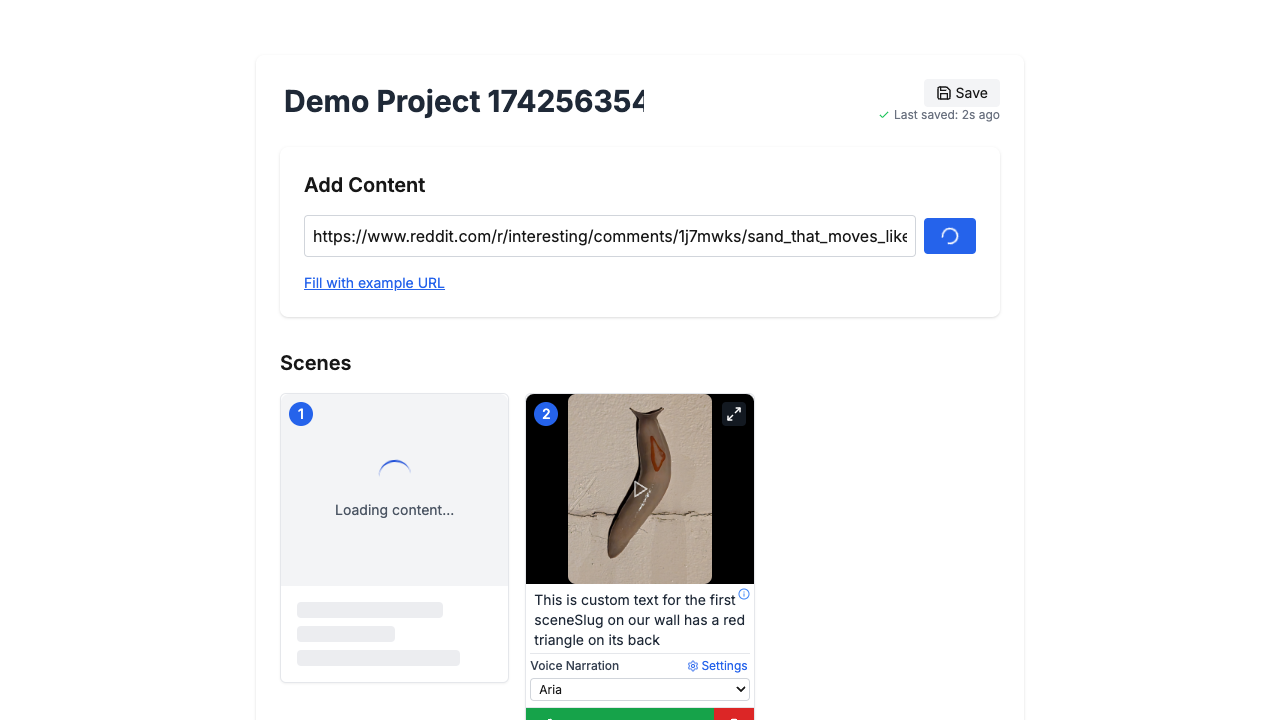 Demo Project 174256354
Save
Last saved: 2s ago
Add Content
https://www.reddit.com/r/interesting/comments/1j7mwks/sand_that_moves_like
Fill with example URL
Scenes
1
Loading content...
2
This is custom text for the first
sceneSlug on our wall has a red
triangle on its back
Voice Narration
Settings
Aria